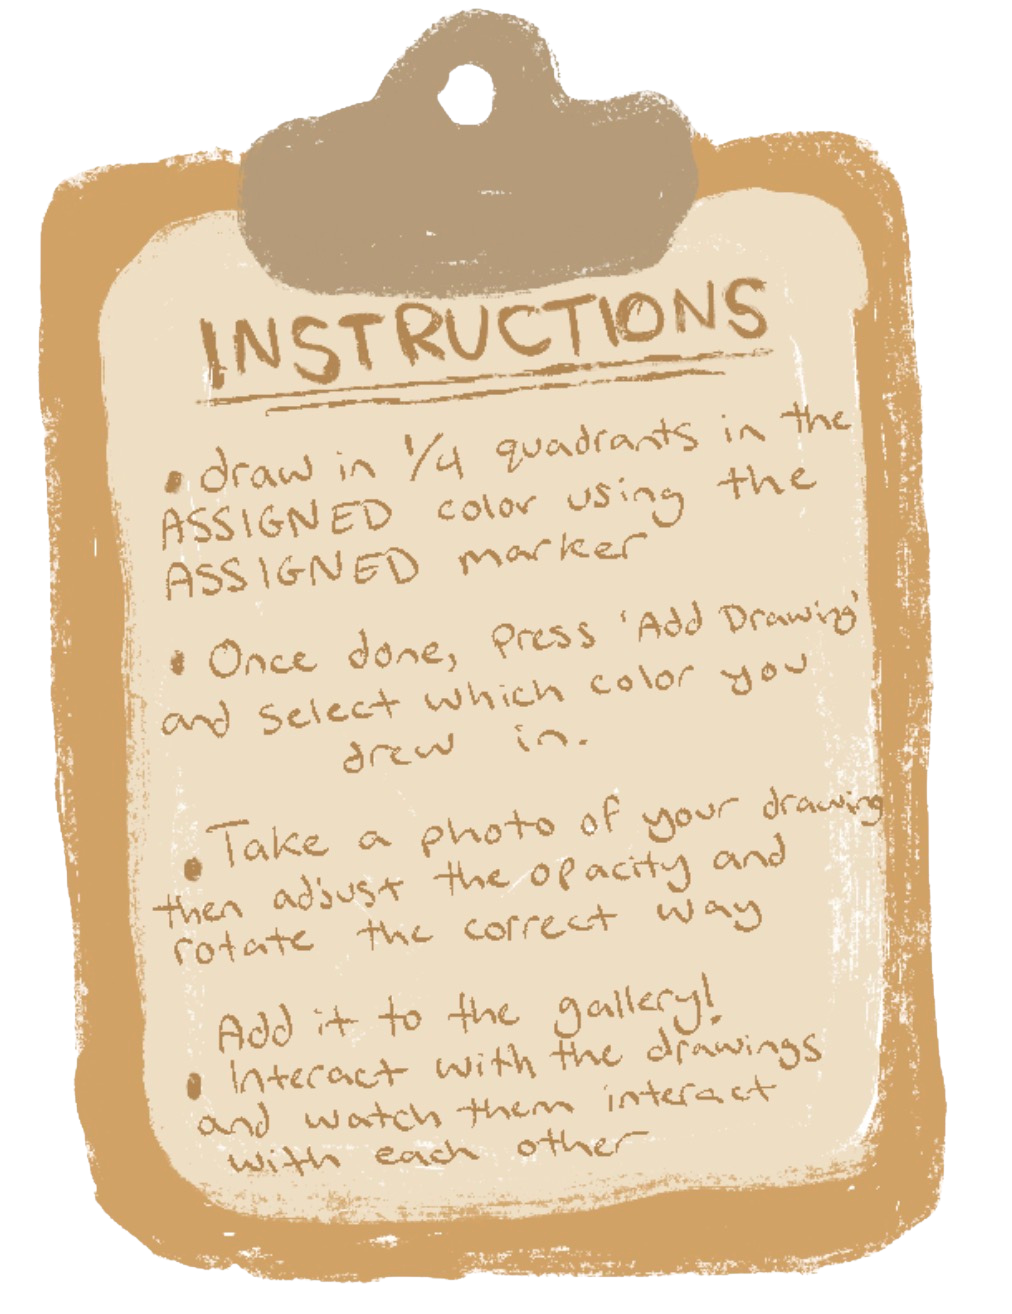 INSTRUCTIONS
• draw in 1/4 quadrants in the
ASSIGNED color using the
ASSIGNED marker
• Once done, press 'Add Drawing'
and select which color you
drew in.
• Take a photo of your drawing
then adjust the opacity and
rotate the correct way
Add it to the gallery!
• Interact with the drawings
and watch them interact
with each other